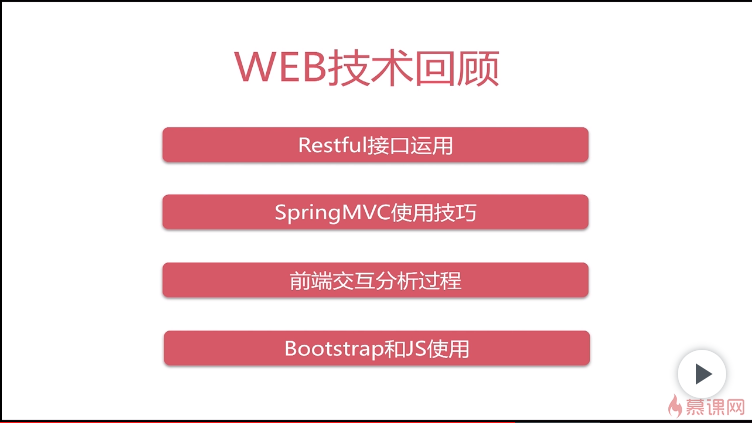 WEB技术回顾
Restful接口运用
SpringMVC使用技巧
前端交互分析过程
Bootstrap和JS使用
慕课网